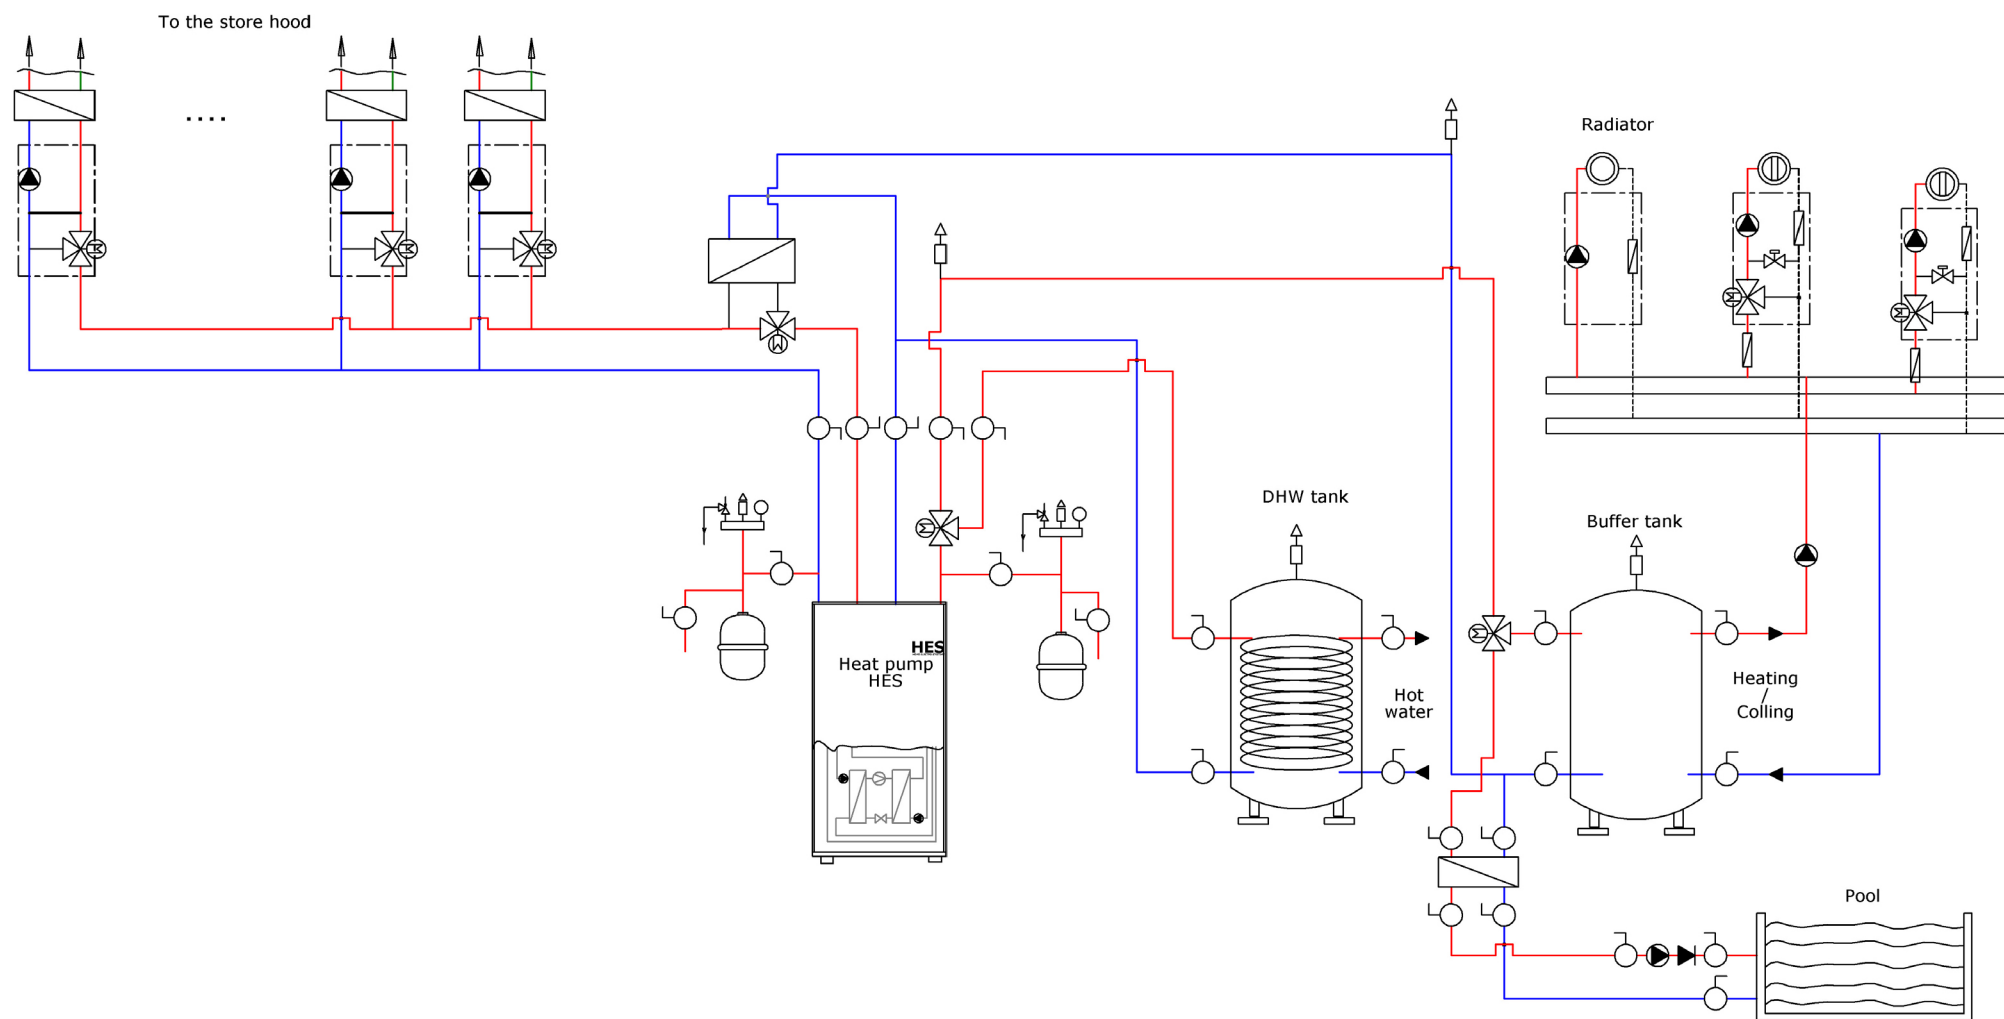 To the store hood
....
Radiator
DHW tank
Buffer tank
HES
Heat pump
HES
Hot
water
Heating
/
Colling
Pool